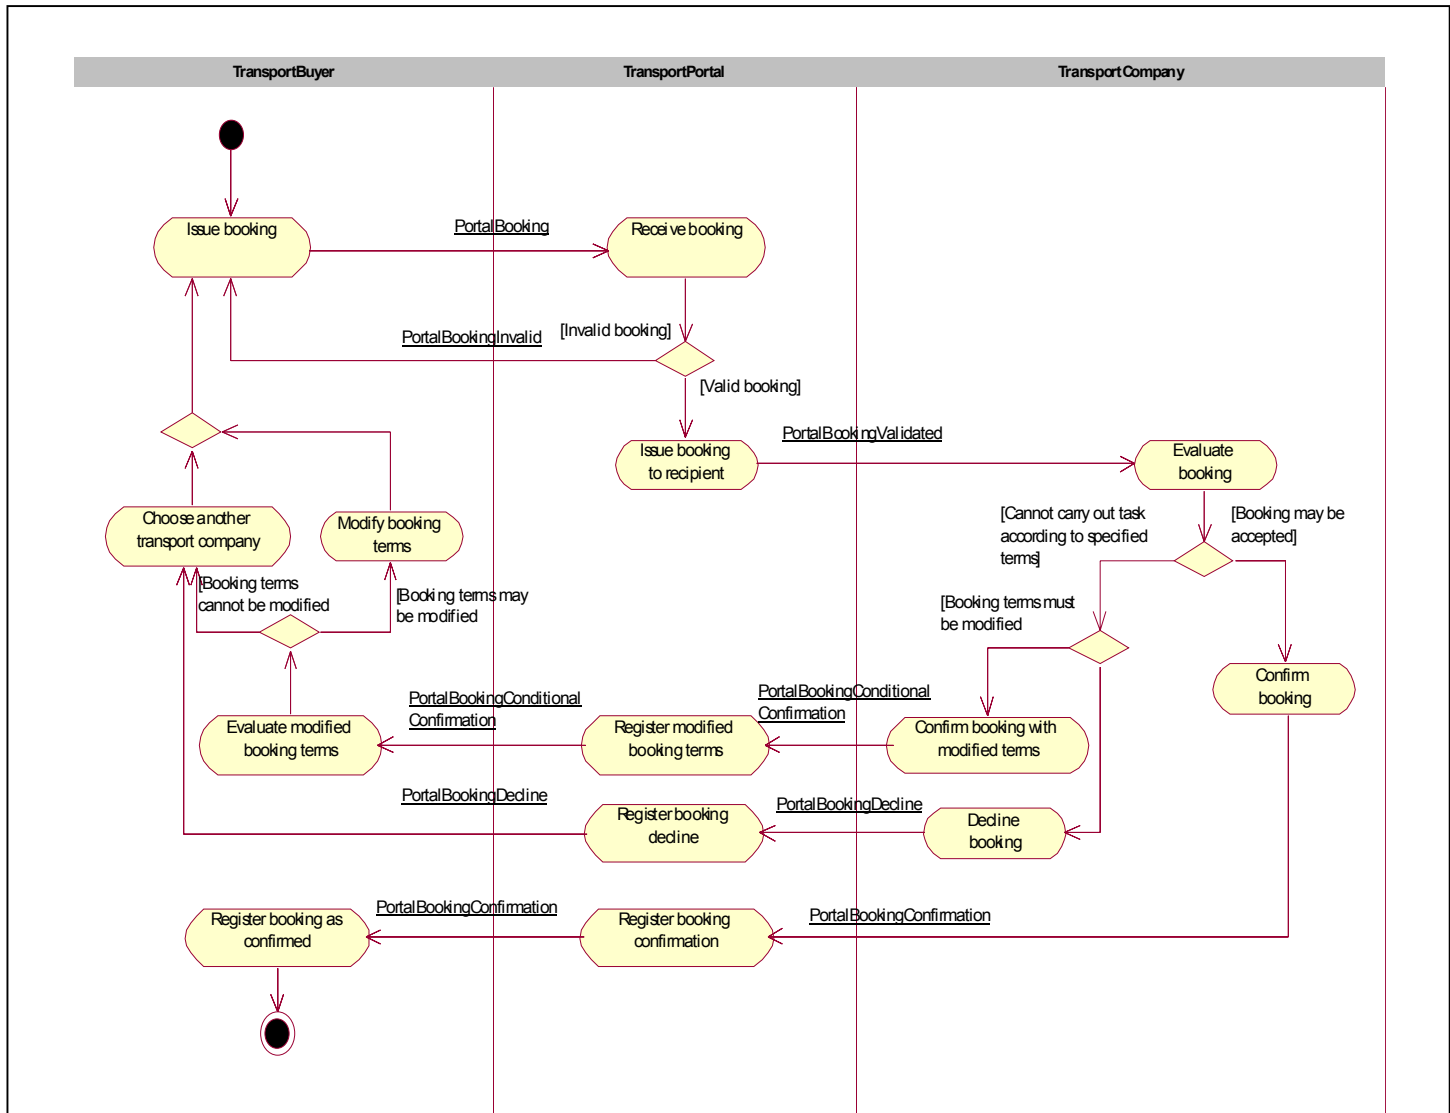 TransportBuyer
TransportPortal
TransportCompany
Issue booking
PortalBooking
Receive booking
PortalBookingInvalid
[Invalid booking]
[Valid booking]
Issue booking
to recipient
PortalBookingValidated
Evaluate
booking
Choose another
transport company
Modify booking
terms
[Cannot carry out task
according to specified
terms]
[Booking may be
accepted]
[Booking terms
cannot be modified
[Booking terms may
be modified
[Booking terms must
be modified
Confirm
booking
Evaluate modified
booking terms
PortalBookingConditional
Confirmation
Register modified
booking terms
PortalBookingConditional
Confirmation
Confirm booking with
modified terms
PortalBookingDecline
Register booking
decline
PortalBookingDecline
Decline
booking
Register booking as
confirmed
PortalBookingConfirmation
Register booking
confirmation
PortalBookingConfirmation